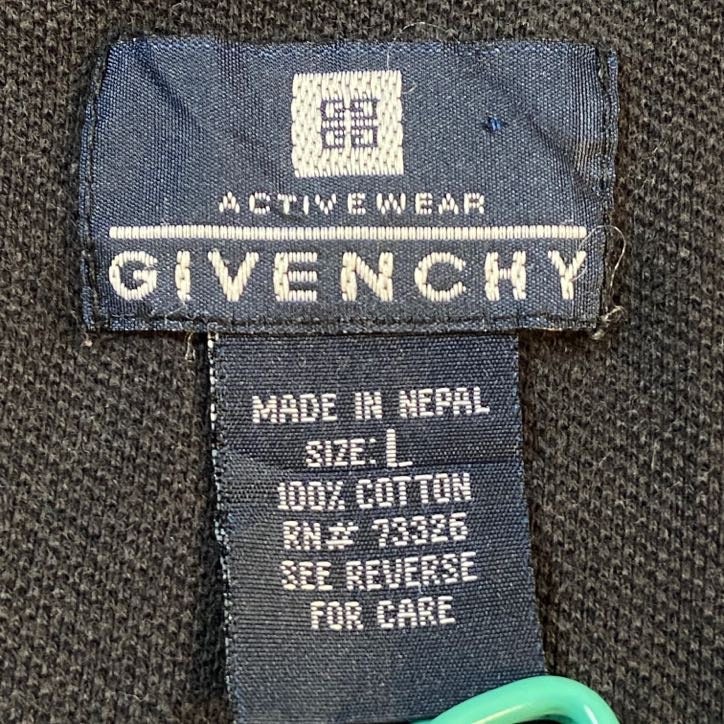 ACTIVEWEAR
GIVENCHY
MADE IN NEPAL
SIZE: L
100% COTTON
RN# 73326
SEE REVERSE
FOR CARE